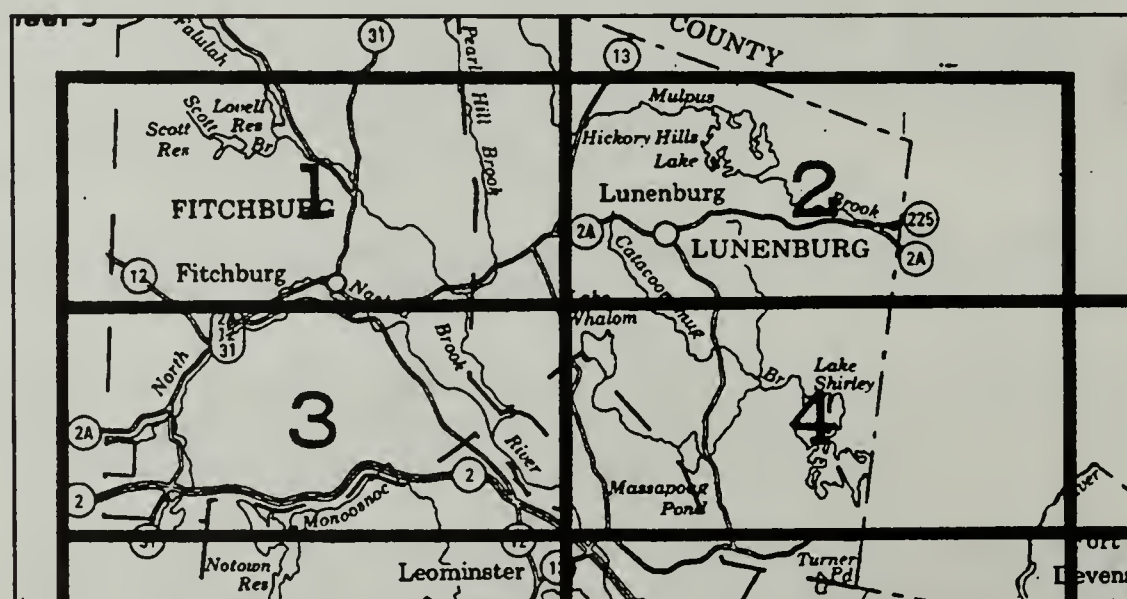 COUNTY
Falulah
31
Pearl Hill Brook
13
Lovell
Res
Scott
Res
Scott Br
1
FITCHBURG
Fitchburg
12
Mulpus
Hickory Hills
Lake
2
Brook
Lunenburg
2A
LUNENBURG
225
2A
Catacoonnug
Whalom
12
31
North
Brook
3
2A
River
2
2
Monoosnoc
Lake
Shirley
Br
4
Massapoag
Pond
Notown
Res
Leominster
Turner
Pd
Devens